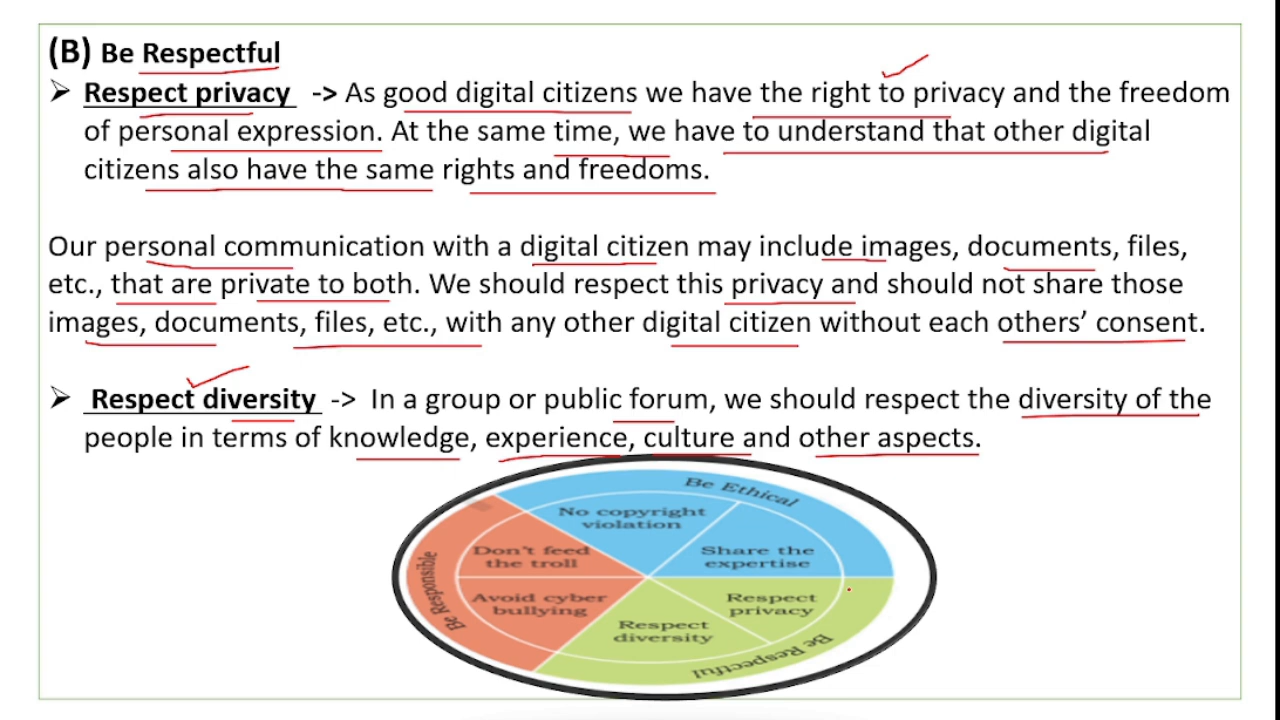 (B) Be Respectful
➢ Respect privacy -> As good digital citizens we have the right to privacy and the freedom
of personal expression. At the same time, we have to understand that other digital
citizens also have the same rights and freedoms.
Our personal communication with a digital citizen may include images, documents, files,
etc., that are private to both. We should respect this privacy and should not share those
images, documents, files, etc., with any other digital citizen without each others’ consent.
➢ Respect diversity -> In a group or public forum, we should respect the diversity of the
people in terms of knowledge, experience, culture and other aspects.
Be Ethical
No copyright
violation
Share the
expertise
Be Responsible
Don't feed
the troll
Avoid cyber
bullying
Respect
privacy
Respect
diversity
Be Respectful